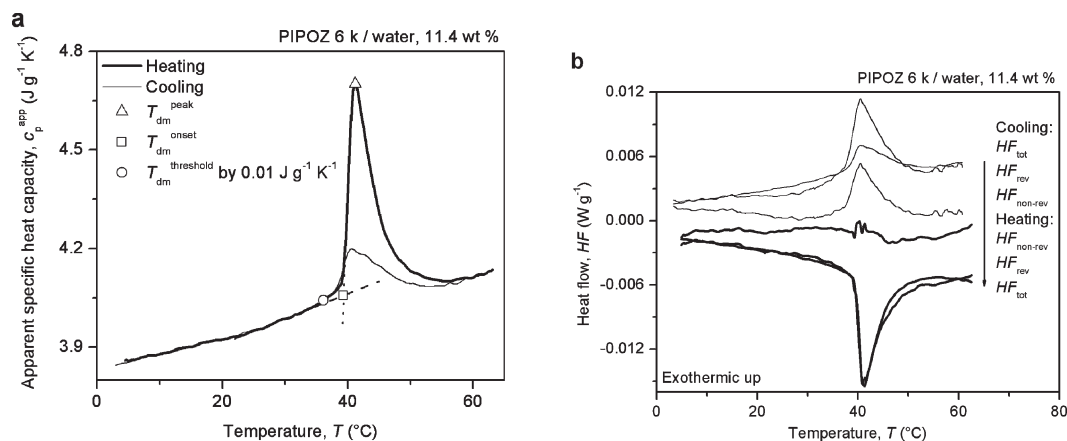 a
PIPOZ 6 k / water, 11.4 wt %
4.8
4.5
4.2
3.9
Apparent specific heat capacity, cₚᵃᵖᵖ (J g⁻¹ K⁻¹)
Heating
Cooling
T_dm^peak
T_dm^onset
T_dm^threshold by 0.01 J g⁻¹ K⁻¹
0 20 40 60
Temperature, T (°C)
b
PIPOZ 6 k / water, 11.4 wt %
0.012
0.006
0.000
-0.006
-0.012
Heat flow, HF (W g⁻¹)
Cooling:
HF_tot
HF_rev
HF_non-rev
Heating:
HF_non-rev
HF_rev
HF_tot
Exothermic up
0 20 40 60 80
Temperature, T (°C)